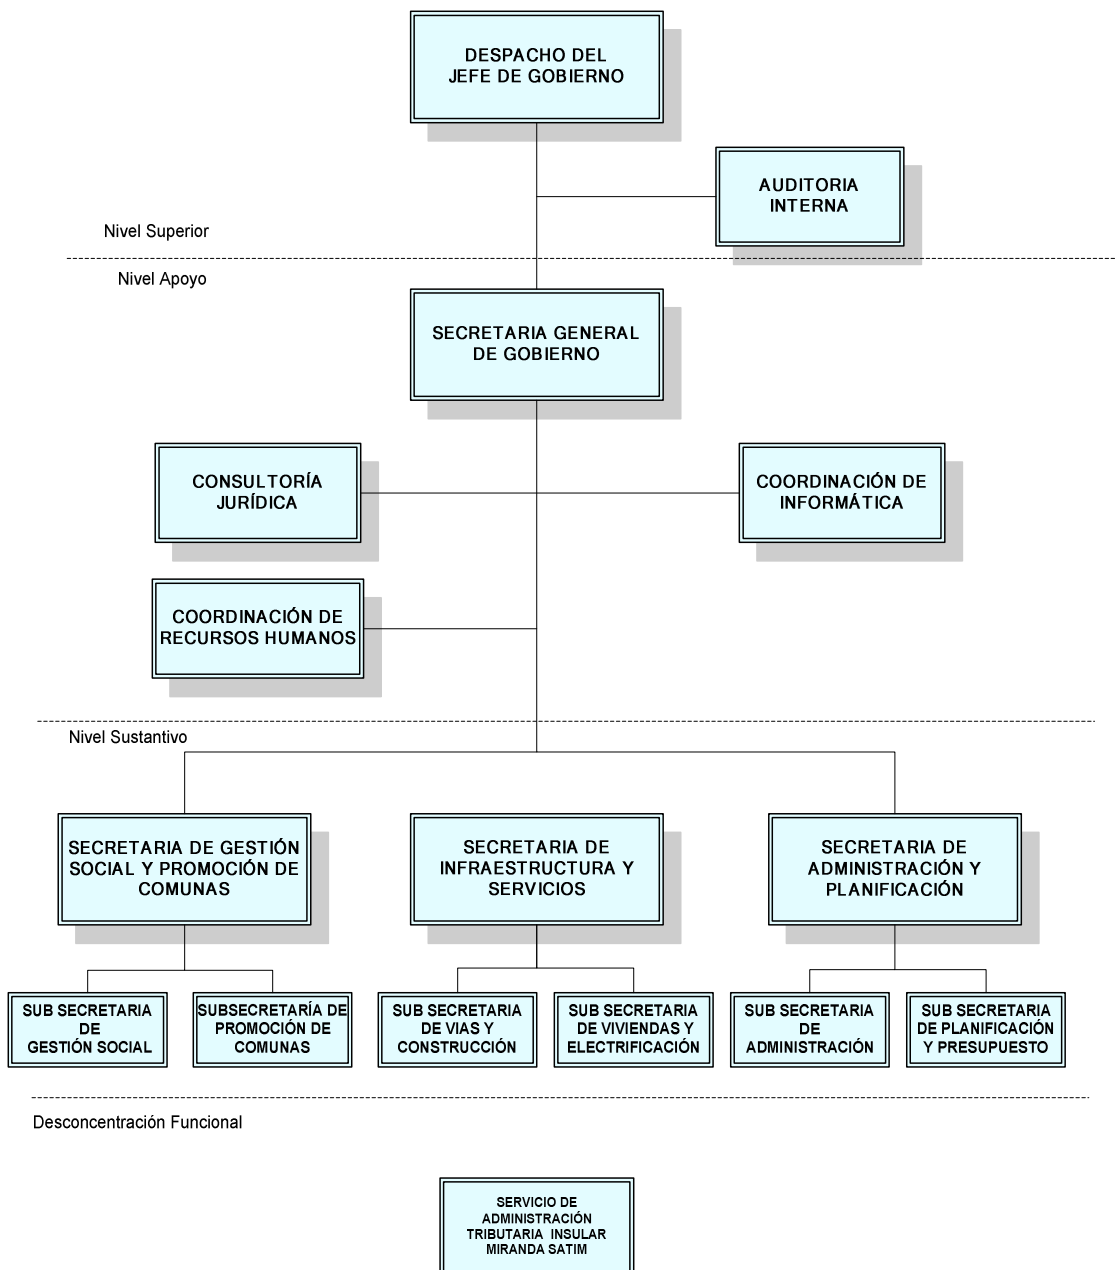 DESPACHO DEL
JEFE DE GOBIERNO
AUDITORIA
INTERNA
Nivel Superior
Nivel Apoyo
SECRETARIA GENERAL
DE GOBIERNO
CONSULTORÍA
JURÍDICA
COORDINACIÓN DE
INFORMÁTICA
COORDINACIÓN DE
RECURSOS HUMANOS
Nivel Sustantivo
SECRETARIA DE GESTIÓN
SOCIAL Y PROMOCIÓN DE
COMUNAS
SECRETARIA DE
INFRAESTRUCTURA Y
SERVICIOS
SECRETARIA DE
ADMINISTRACIÓN Y
PLANIFICACIÓN
SUB SECRETARIA
DE
GESTIÓN SOCIAL
SUBSECRETARÍA DE
PROMOCIÓN DE
COMUNAS
SUB SECRETARIA
DE VIAS Y
CONSTRUCCIÓN
SUB SECRETARIA
DE VIVIENDAS Y
ELECTRIFICACIÓN
SUB SECRETARIA
DE
ADMINISTRACIÓN
SUB SECRETARIA
DE PLANIFICACIÓN
Y PRESUPUESTO
Desconcentración Funcional
SERVICIO DE
ADMINISTRACIÓN
TRIBUTARIA INSULAR
MIRANDA SATIM